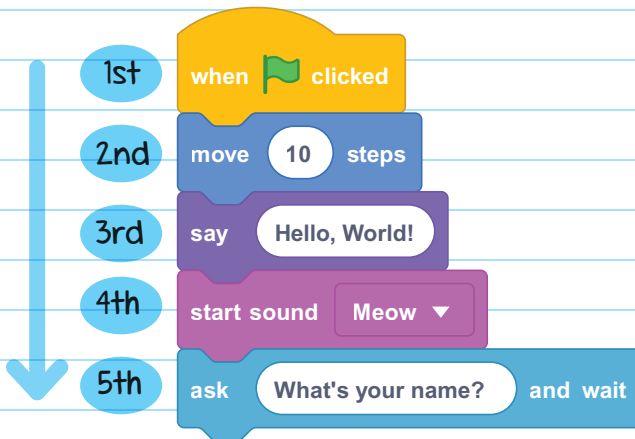 1st when clicked
2nd move 10 steps
3rd say Hello, World!
4th start sound Meow
5th ask What's your name? and wait